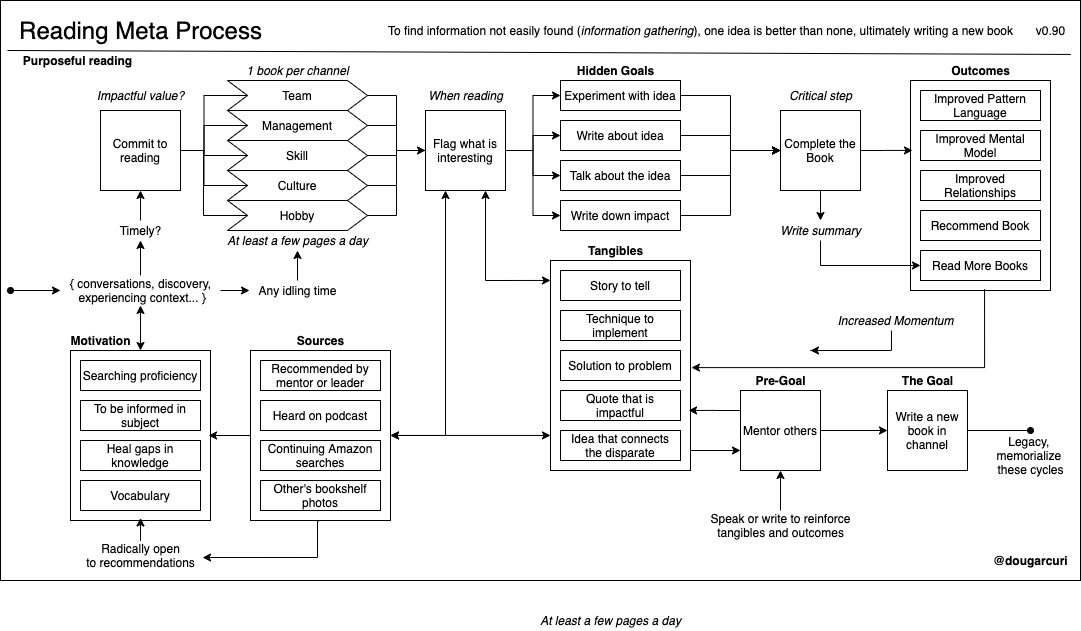 Reading Meta Process
To find information not easily found (information gathering), one idea is better than none, ultimately writing a new book
v0.90
Purposeful reading
Impactful value?
Commit to
reading
Timely?
{ conversations, discovery,
experiencing context... }
1 book per channel
Team
Management
Skill
Culture
Hobby
At least a few pages a day
Any idling time
When reading
Flag what is
interesting
Hidden Goals
Experiment with idea
Write about idea
Talk about the idea
Write down impact
Critical step
Complete the
Book
Write summary
Outcomes
Improved Pattern
Language
Improved Mental
Model
Improved
Relationships
Recommend Book
Read More Books
Increased Momentum
Motivation
Searching proficiency
To be informed in
subject
Heal gaps in
knowledge
Vocabulary
Radically open
to recommendations
Sources
Recommended by
mentor or leader
Heard on podcast
Continuing Amazon
searches
Other's bookshelf
photos
Tangibles
Story to tell
Technique to
implement
Solution to problem
Quote that is
impactful
Idea that connects
the disparate
Pre-Goal
Mentor others
Speak or write to reinforce
tangibles and outcomes
The Goal
Write a new
book in
channel
Legacy,
memorialize
these cycles
@dougarcuri
At least a few pages a day